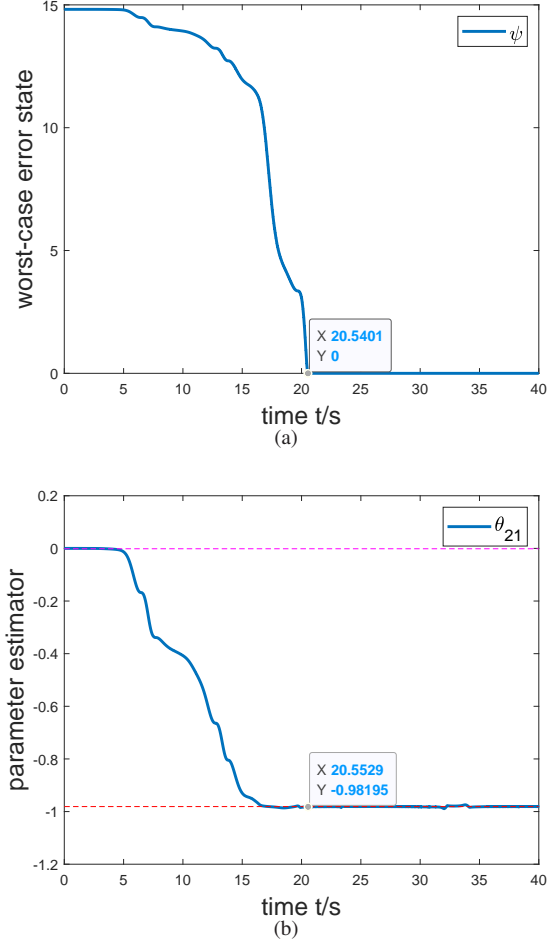 15
ψ
10
worst-case error state
5
X 20.5401
Y 0
0
0 5 10 15 20 25 30 35 40
time t/s
(a)
0.2
θ21
0
-0.2
-0.4
parameter estimator
-0.6
-0.8
X 20.5529
Y -0.98195
-1
-1.2
0 5 10 15 20 25 30 35 40
time t/s
(b)